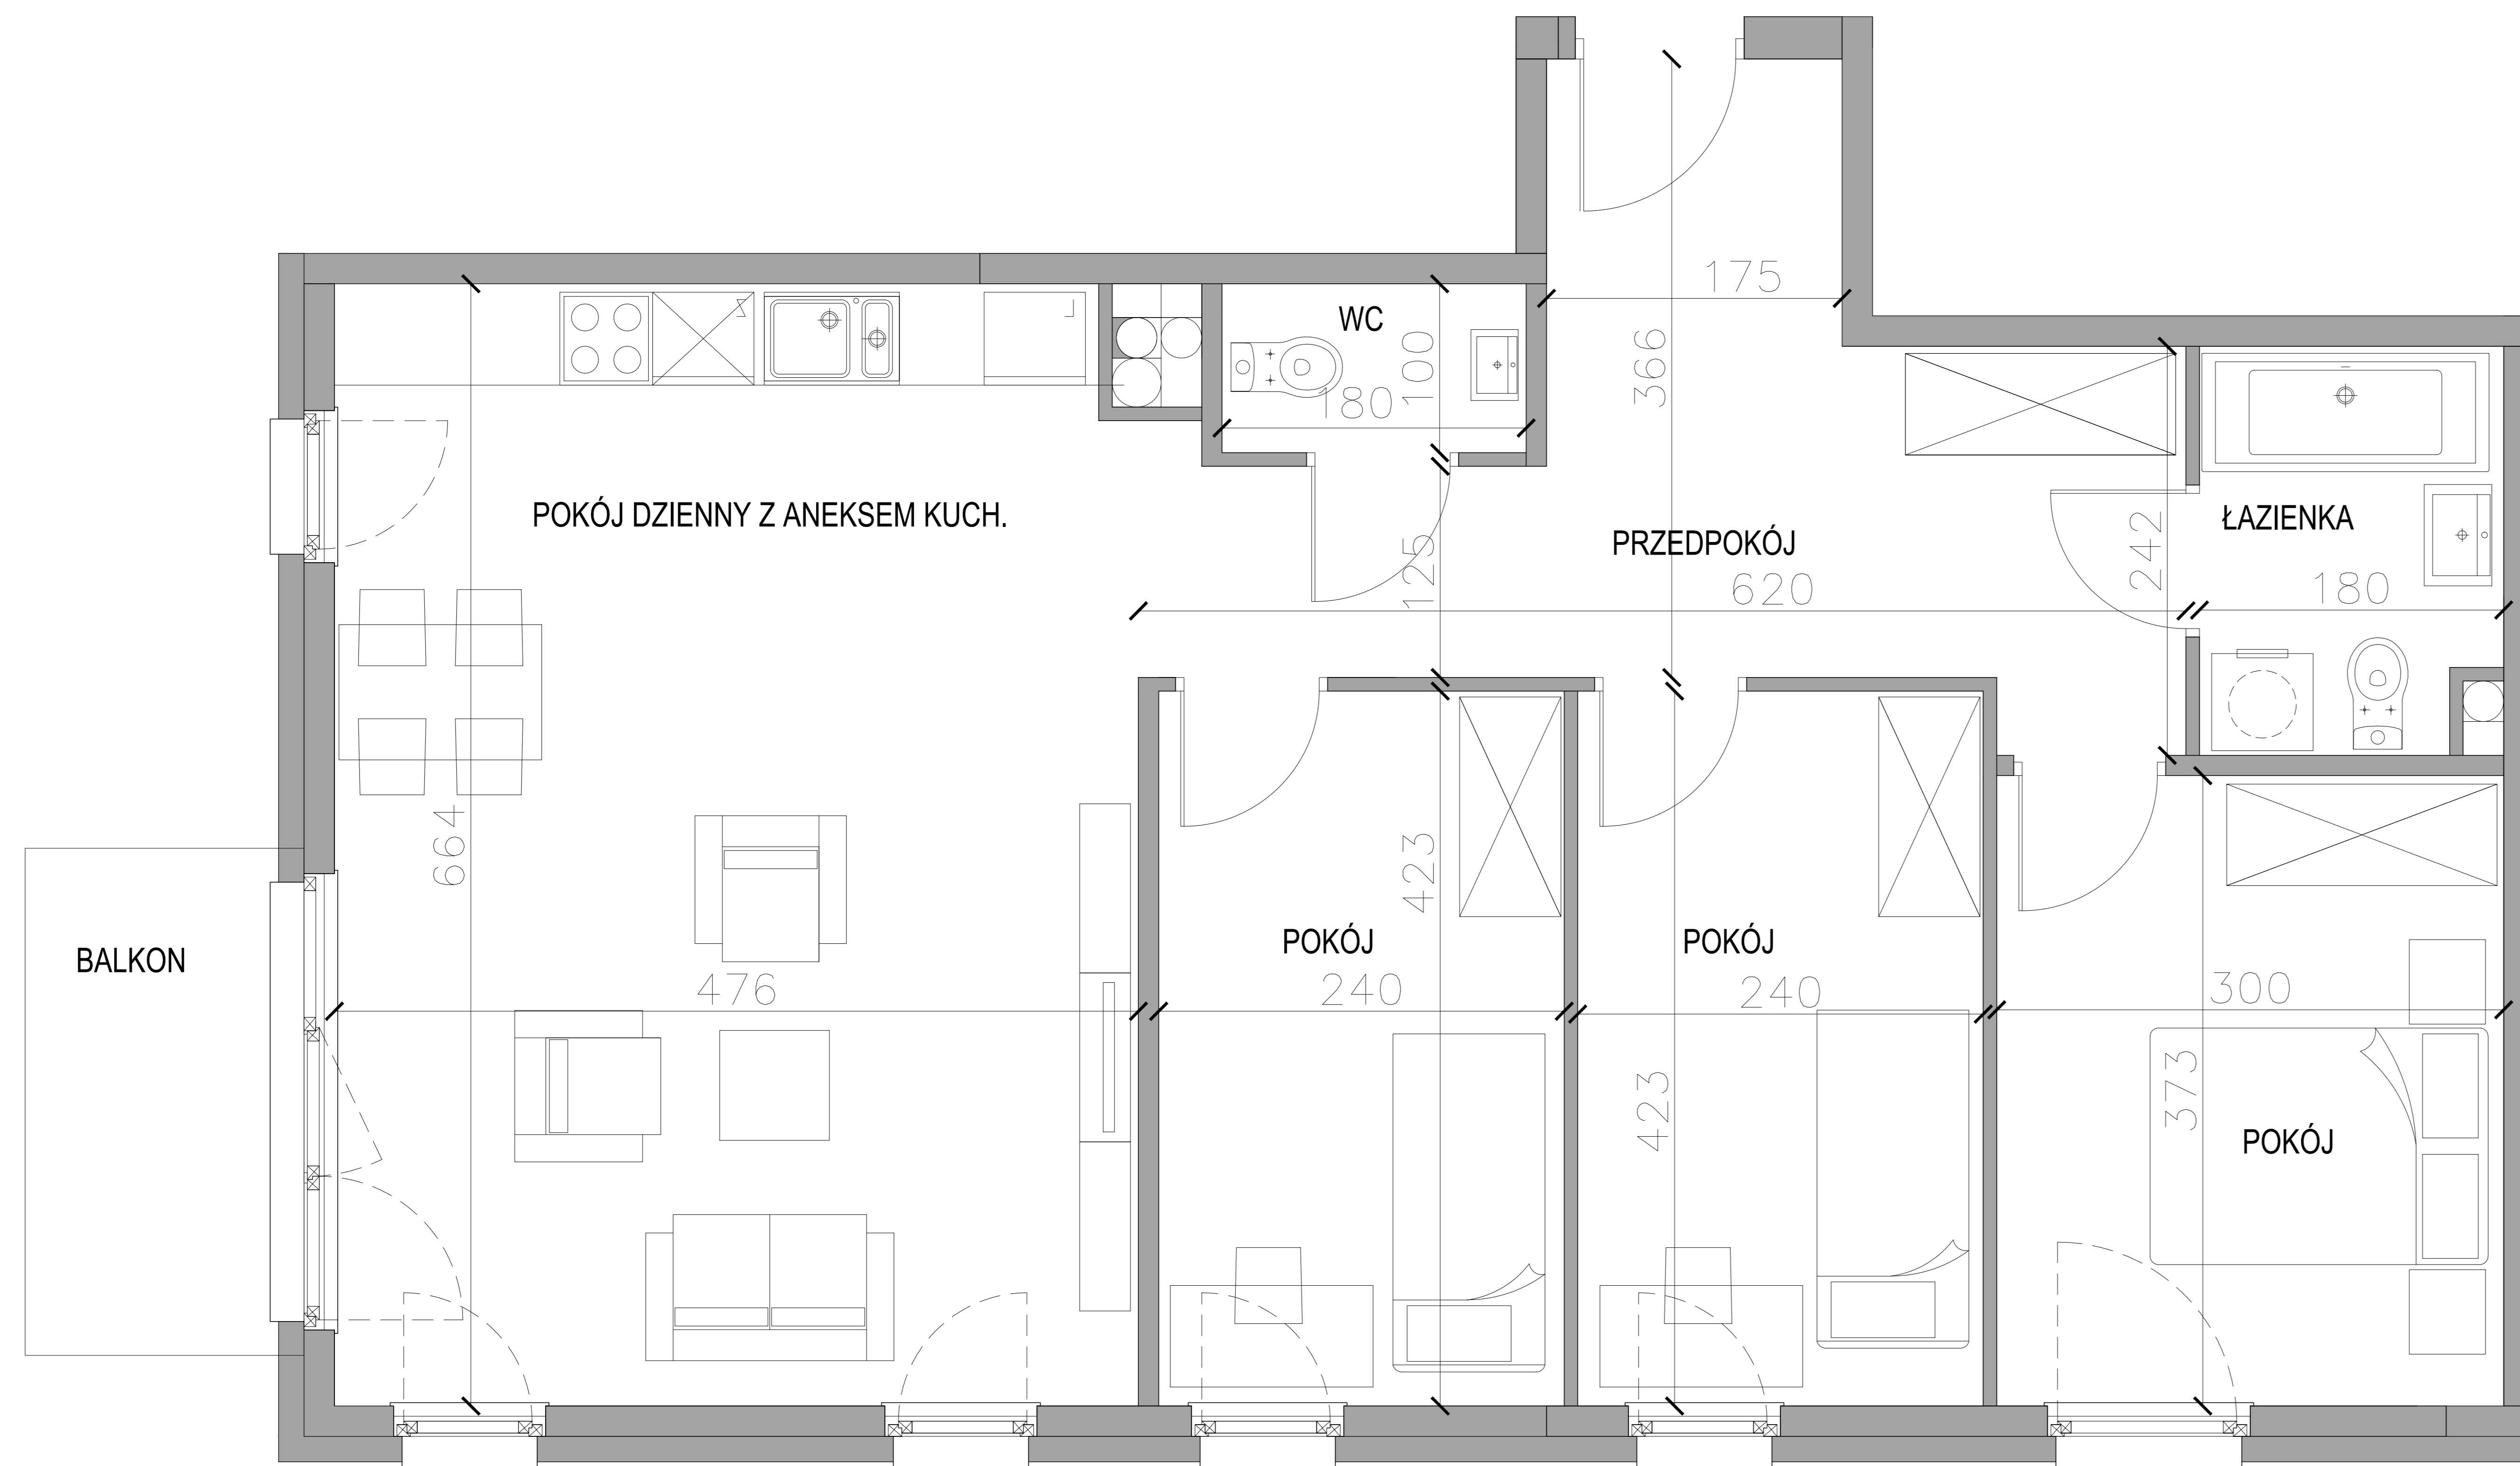 175
WC
366
100
180
POKÓJ DZIENNY Z ANEKSEM KUCH.
125
PRZEDPOKÓJ
620
242
ŁAZIENKA
180
664
423
POKÓJ
240
POKÓJ
240
423
BALKON
476
300
373
POKÓJ